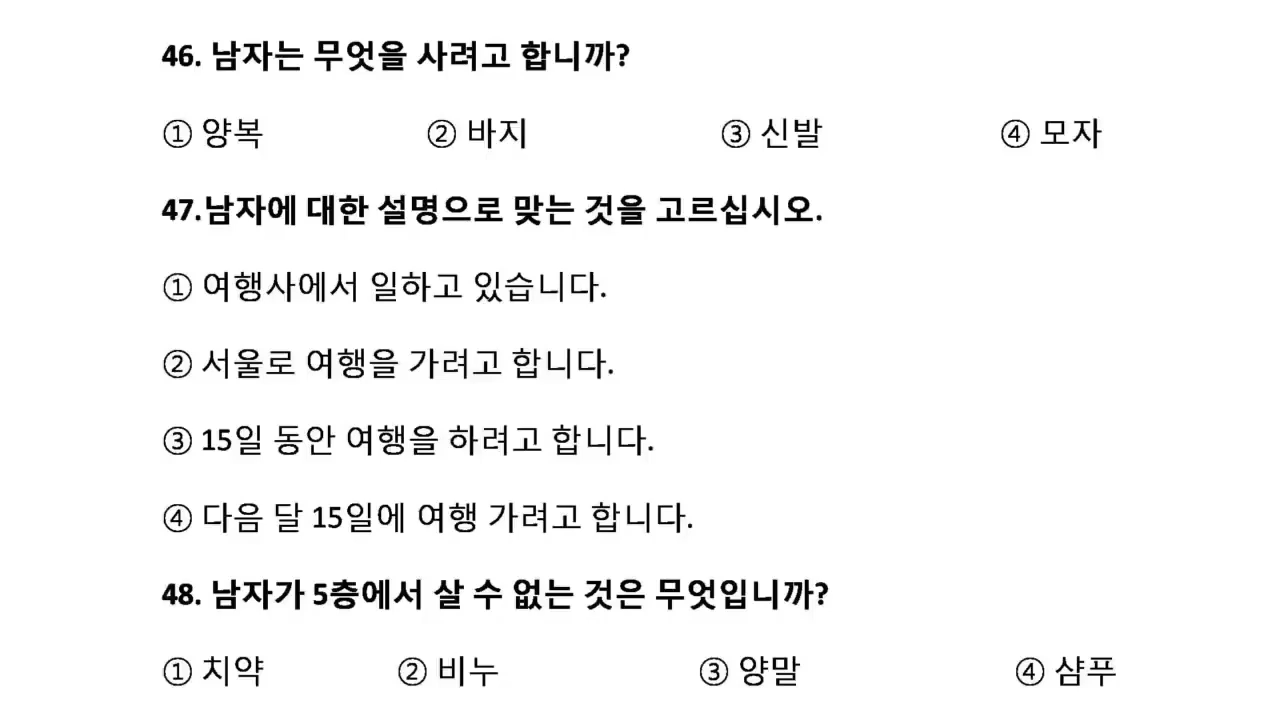 46. 남자는 무엇을 사려고 합니까?
① 양복 ② 바지 ③ 신발 ④ 모자
47.남자에 대한 설명으로 맞는 것을 고르십시오.
① 여행사에서 일하고 있습니다.
② 서울로 여행을 가려고 합니다.
③ 15일 동안 여행을 하려고 합니다.
④ 다음 달 15일에 여행 가려고 합니다.
48. 남자가 5층에서 살 수 없는 것은 무엇입니까?
① 치약 ② 비누 ③ 양말 ④ 샴푸